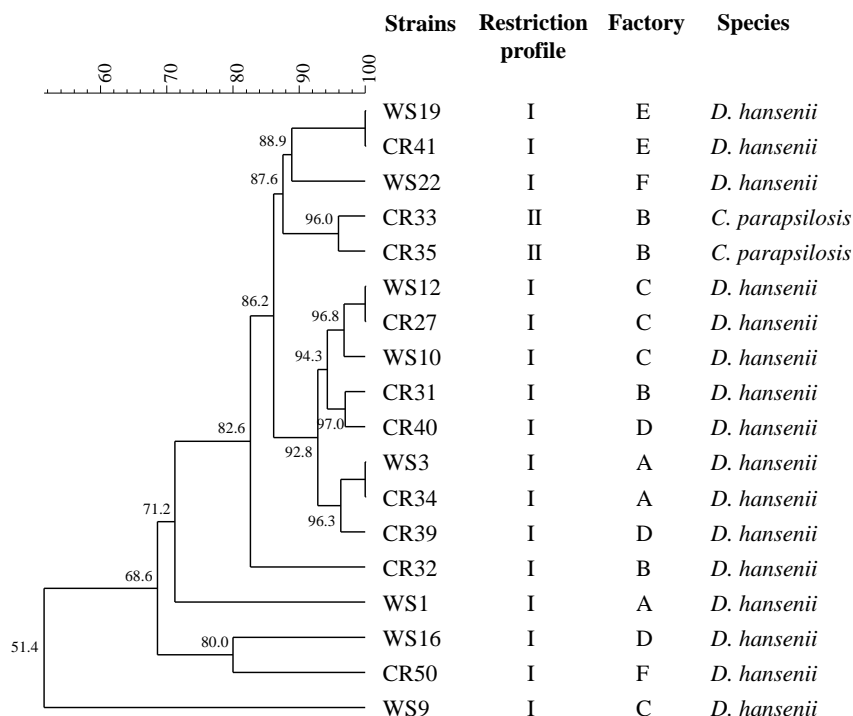 Strains Restriction profile Factory Species
60 70 80 90 100
WS19 I E D. hansenii
88.9
CR41 I E D. hansenii
87.6
WS22 I F D. hansenii
96.0 CR33 II B C. parapsilosis
CR35 II B C. parapsilosis
WS12 I C D. hansenii
86.2
96.8 CR27 I C D. hansenii
94.3 WS10 I C D. hansenii
CR31 I B D. hansenii
97.0
82.6 CR40 I D D. hansenii
92.8
WS3 I A D. hansenii
CR34 I A D. hansenii
71.2
96.3
CR39 I D D. hansenii
68.6 CR32 I B D. hansenii
WS1 I A D. hansenii
51.4 80.0 WS16 I D D. hansenii
CR50 I F D. hansenii
WS9 I C D. hansenii